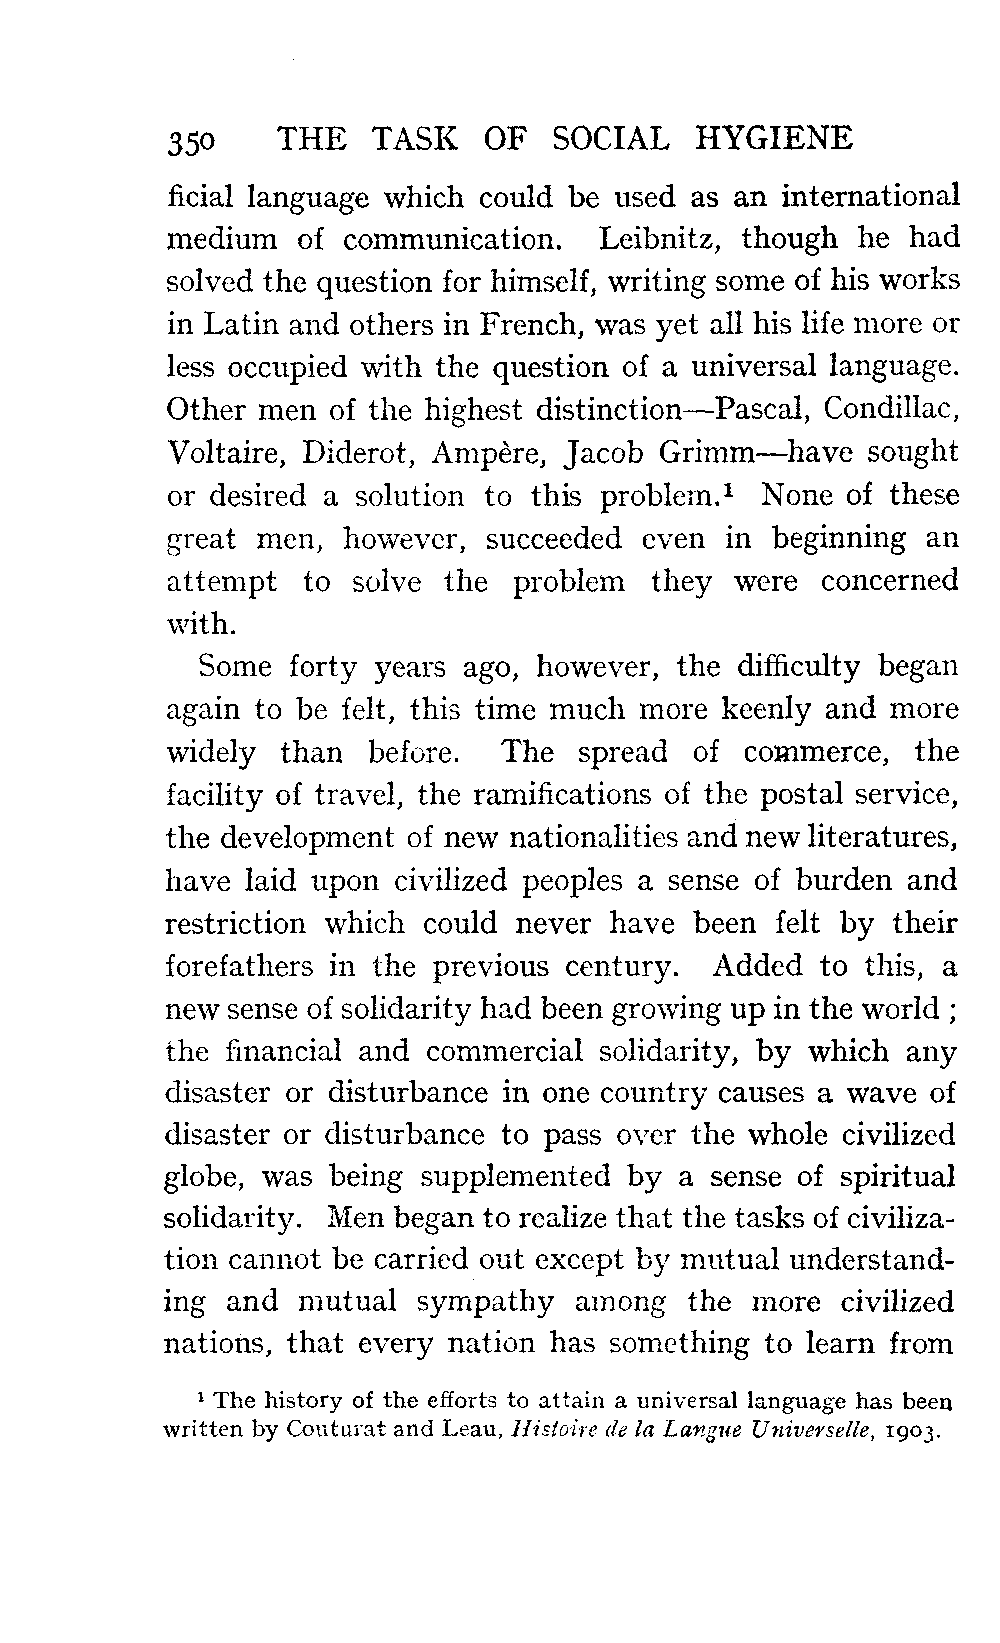 350 THE TASK OF SOCIAL HYGIENE
ficial language which could be used as an international
medium of communication. Leibnitz, though he had
solved the question for himself, writing some of his works
in Latin and others in French, was yet all his life more or
less occupied with the question of a universal language.
Other men of the highest distinction—Pascal, Condillac,
Voltaire, Diderot, Ampère, Jacob Grimm—have sought
or desired a solution to this problem.¹ None of these
great men, however, succeeded even in beginning an
attempt to solve the problem they were concerned
with.
Some forty years ago, however, the difficulty began
again to be felt, this time much more keenly and more
widely than before. The spread of commerce, the
facility of travel, the ramifications of the postal service,
the development of new nationalities and new literatures,
have laid upon civilized peoples a sense of burden and
restriction which could never have been felt by their
forefathers in the previous century. Added to this, a
new sense of solidarity had been growing up in the world ;
the financial and commercial solidarity, by which any
disaster or disturbance in one country causes a wave of
disaster or disturbance to pass over the whole civilized
globe, was being supplemented by a sense of spiritual
solidarity. Men began to realize that the tasks of civiliza-
tion cannot be carried out except by mutual understand-
ing and mutual sympathy among the more civilized
nations, that every nation has something to learn from
¹ The history of the efforts to attain a universal language has been
written by Couturat and Leau, Histoire de la Langue Universelle, 1903.